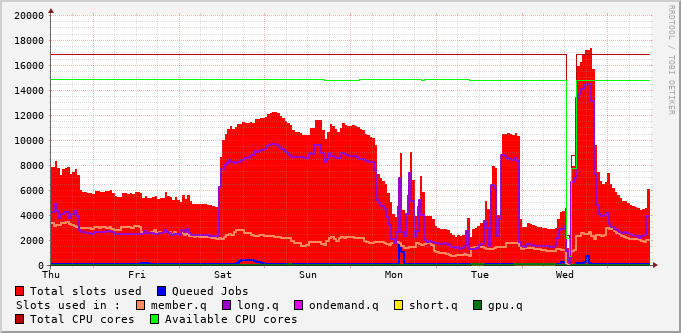 20000
18000
16000
14000
12000
10000
8000
6000
4000
2000
0
Thu Fri Sat Sun Mon Tue Wed
Total slots used Queued Jobs
Slots used in : member.q long.q ondemand.q short.q gpu.q
Total CPU cores Available CPU cores
RRDTOOL / TOBI OETIKER